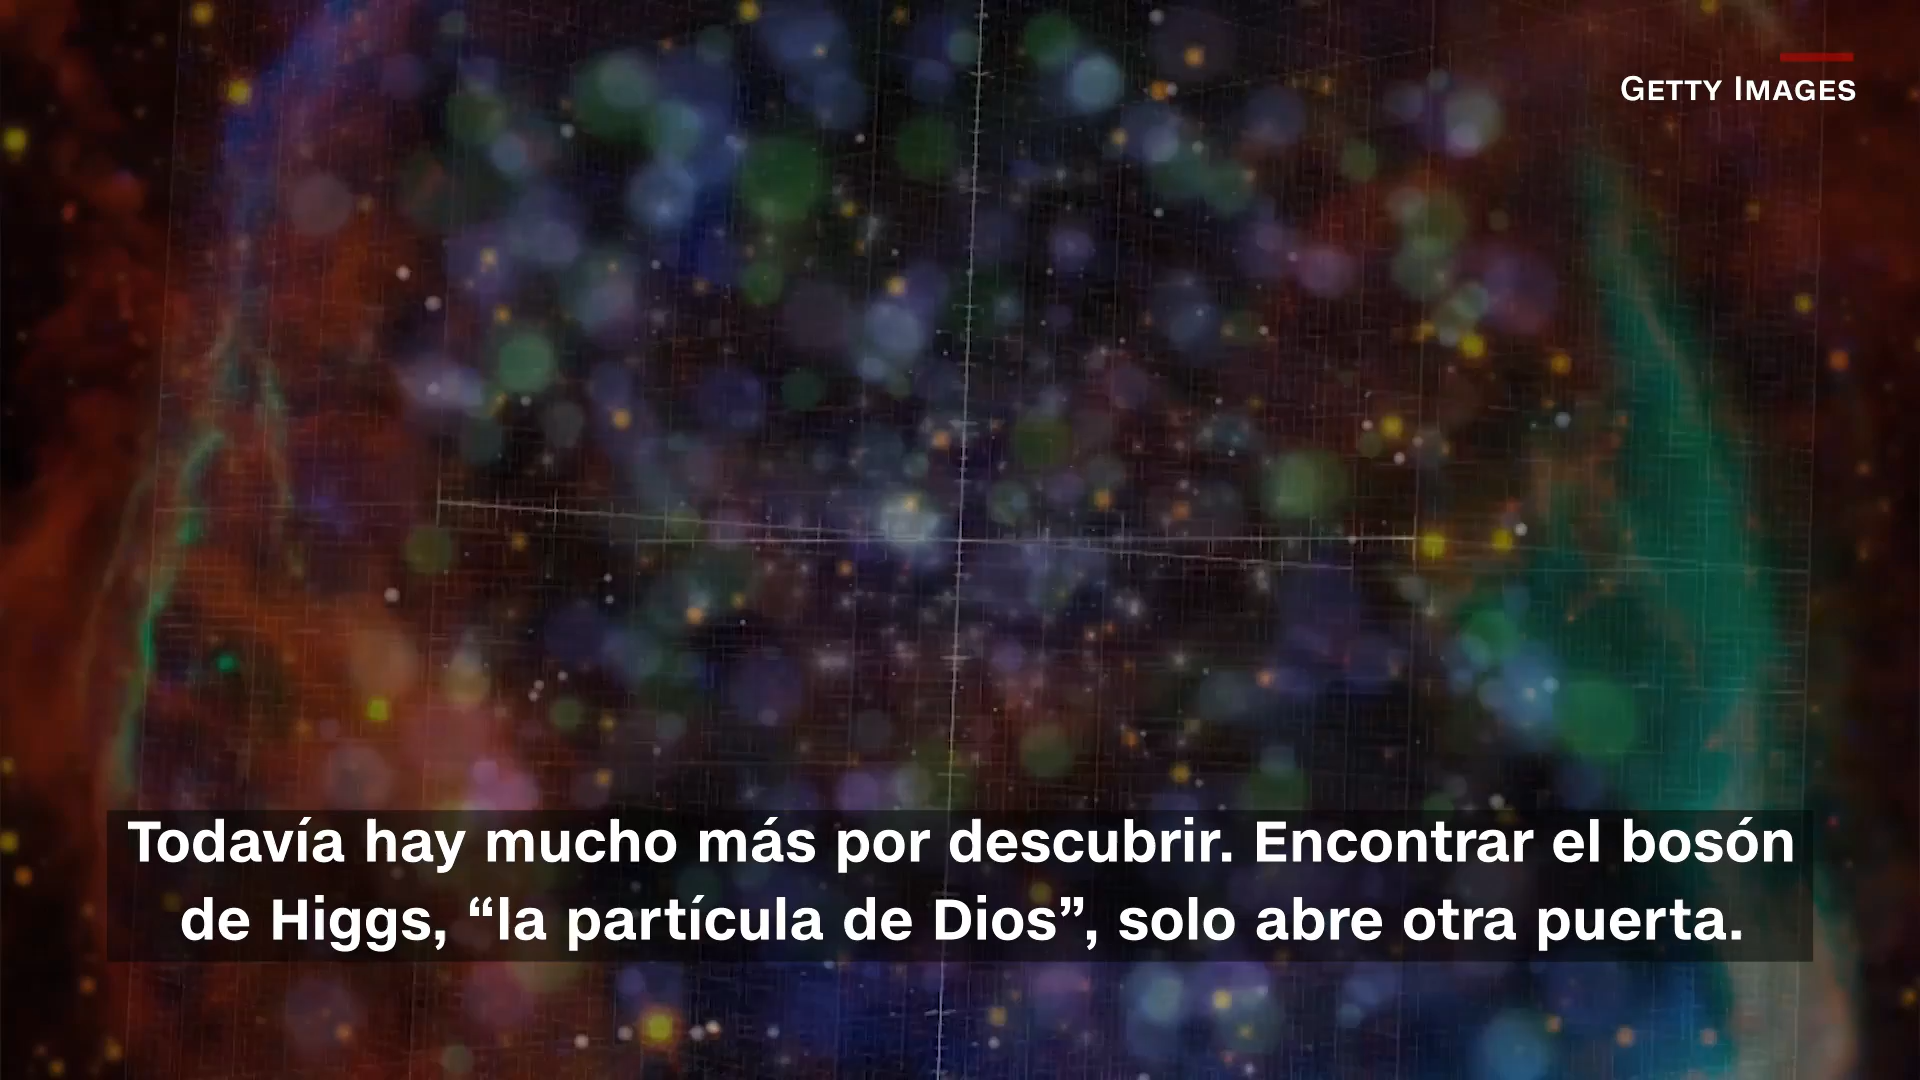 GETTY IMAGES
Todavía hay mucho más por descubrir. Encontrar el bosón
de Higgs, “la partícula de Dios”, solo abre otra puerta.